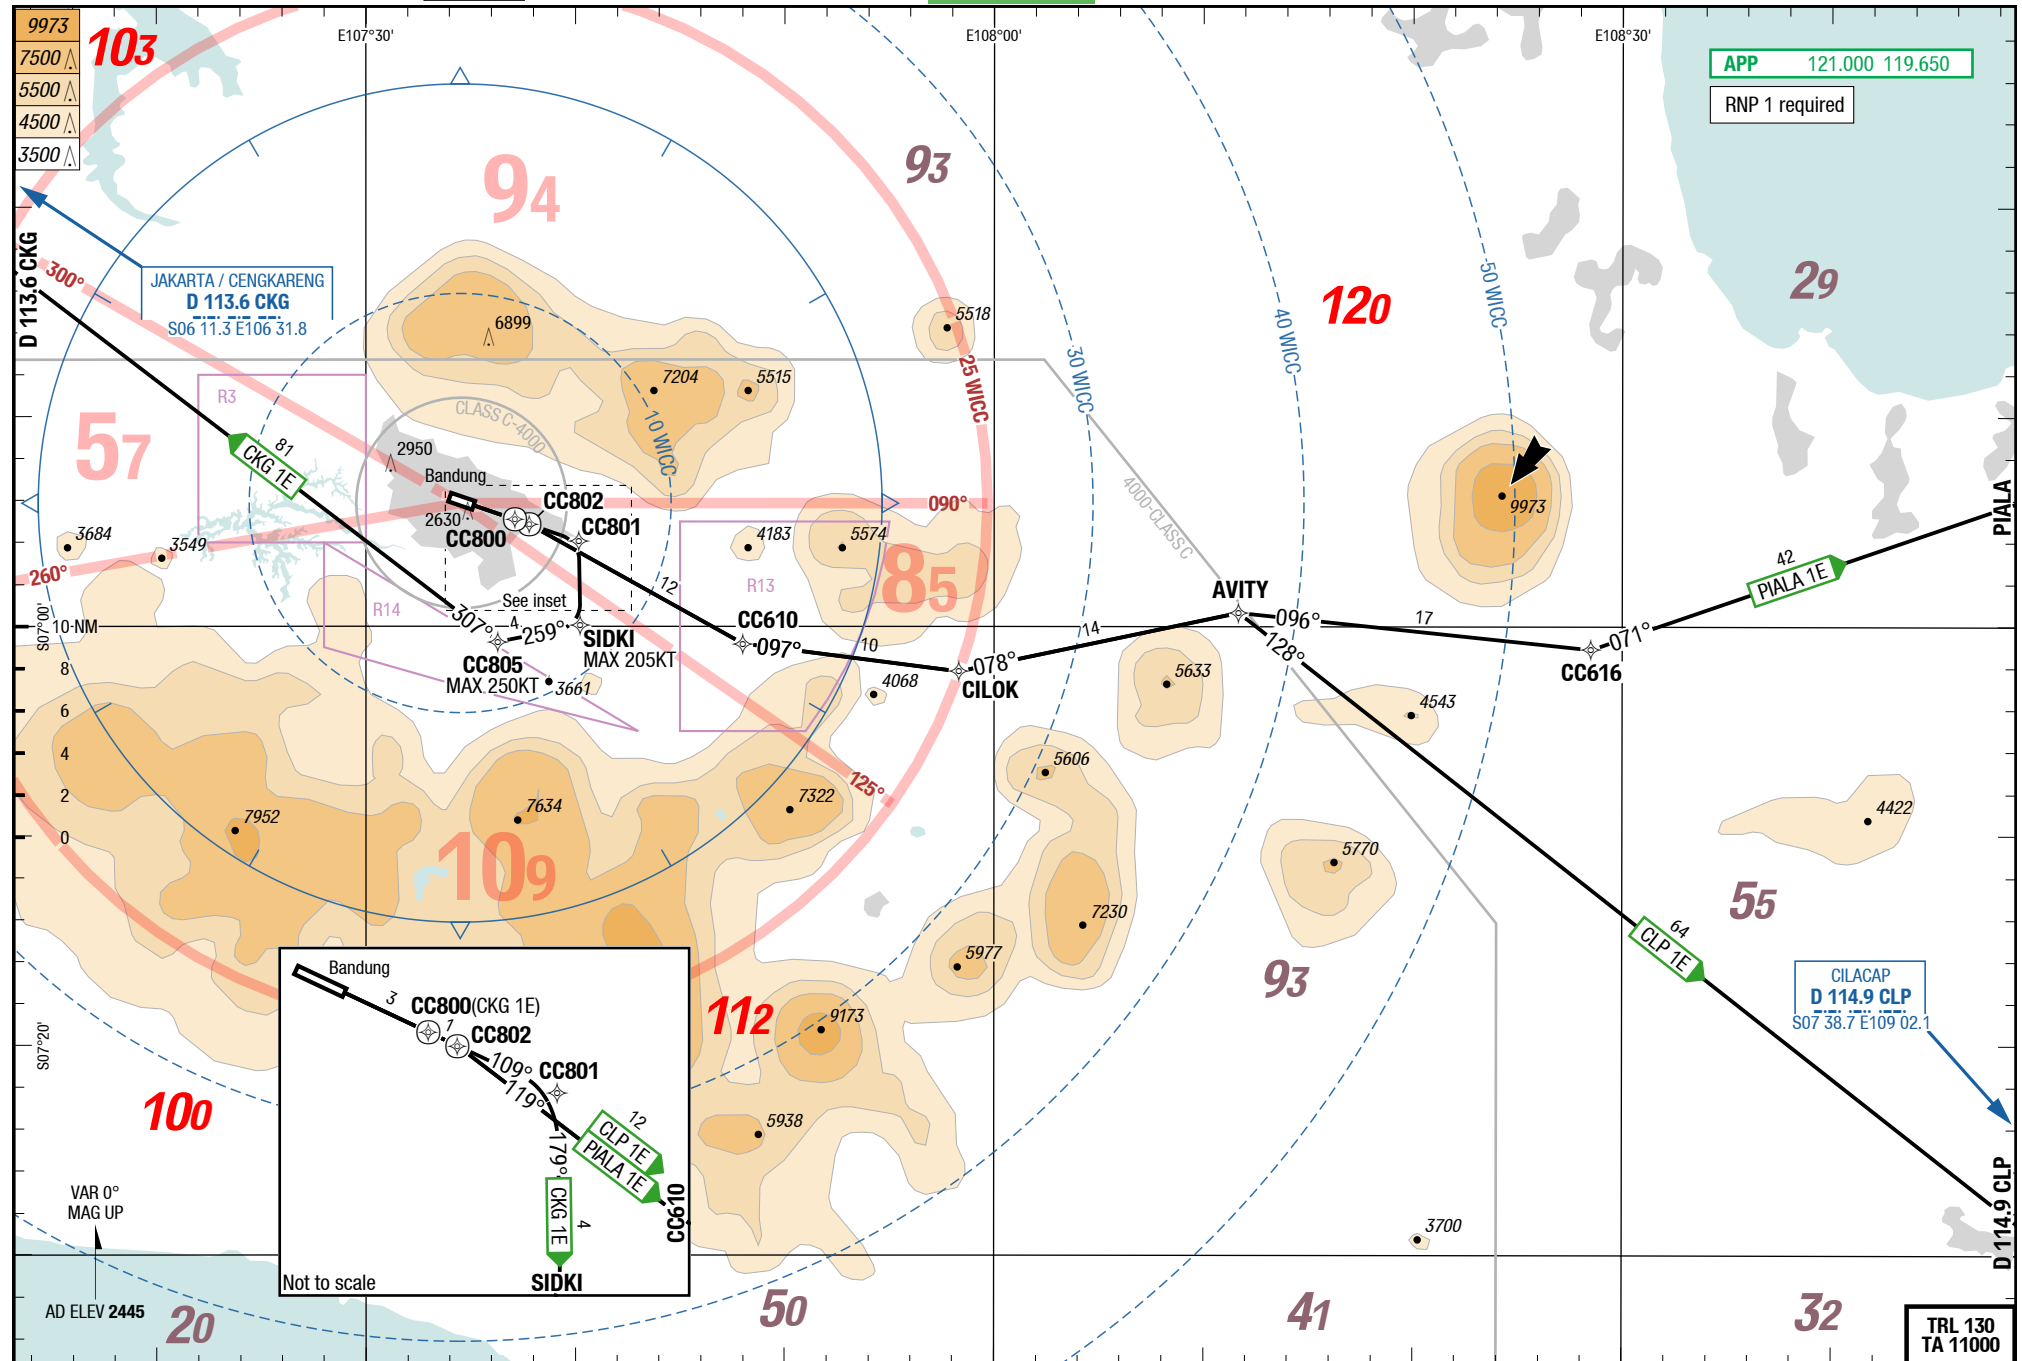 9973
7500
5500
4500
3500
103
E107°30'
E108°00'
E108°30'
APP 121.000 119.650
RNP 1 required
94
93
120
29
D 113.6 CKG
300°
JAKARTA / CENGKARENG
D 113.6 CKG
S06 11.3 E106 31.8
6899
5518
7204
5515
10 WICC
25 WICC
30 WICC
40 WICC
50 WICC
R3
57
CLASS C-4000
2950
Bandung
81
CKG 1E
2630
CC802
CC801
CC800
090°
4000-CLASS C
9973
PIALA
3684
3549
260°
4183
5574
85
R13
R14
See inset
12
42
PIALA 1E
AVITY
S07°00'
10 NM
8
6
4
2
0
307°
4
259°
SIDKI
MAX 205KT
CC805
MAX 250KT
3661
CC610
097°
10
4068
078°
CILOK
14
096°
17
128°
071°
CC616
5633
4543
5606
125°
7322
7634
7952
109
4422
5770
7230
5977
55
93
64
CLP 1E
CILACAP
D 114.9 CLP
S07 38.7 E109 02.1
112
9173
5938
S07°20'
100
Bandung
3
CC800(CKG 1E)
1
CC802
109°
CC801
119°
12
CLP 1E
PIALA 1E
179°
CKG 1E
4
CC610
SIDKI
Not to scale
VAR 0°
MAG UP
AD ELEV 2445
20
50
41
3700
32
D 114.9 CLP
TRL 130
TA 11000